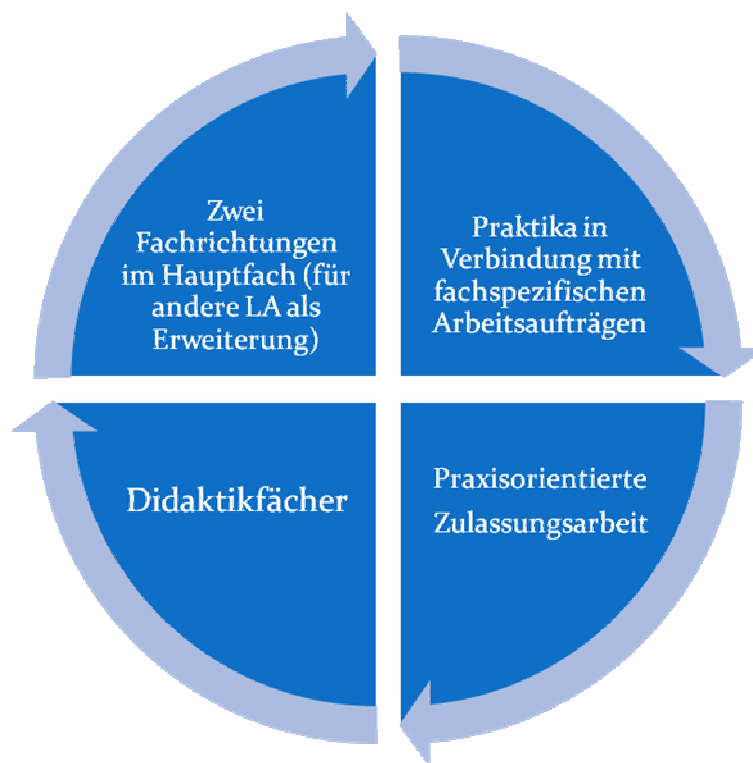 Zwei
Fachrichtungen
im Hauptfach (für
andere LA als
Erweiterung)
Praktika in
Verbindung mit
fachspezifischen
Arbeitsaufträgen
Didaktikfächer
Praxisorientierte
Zulassungsarbeit